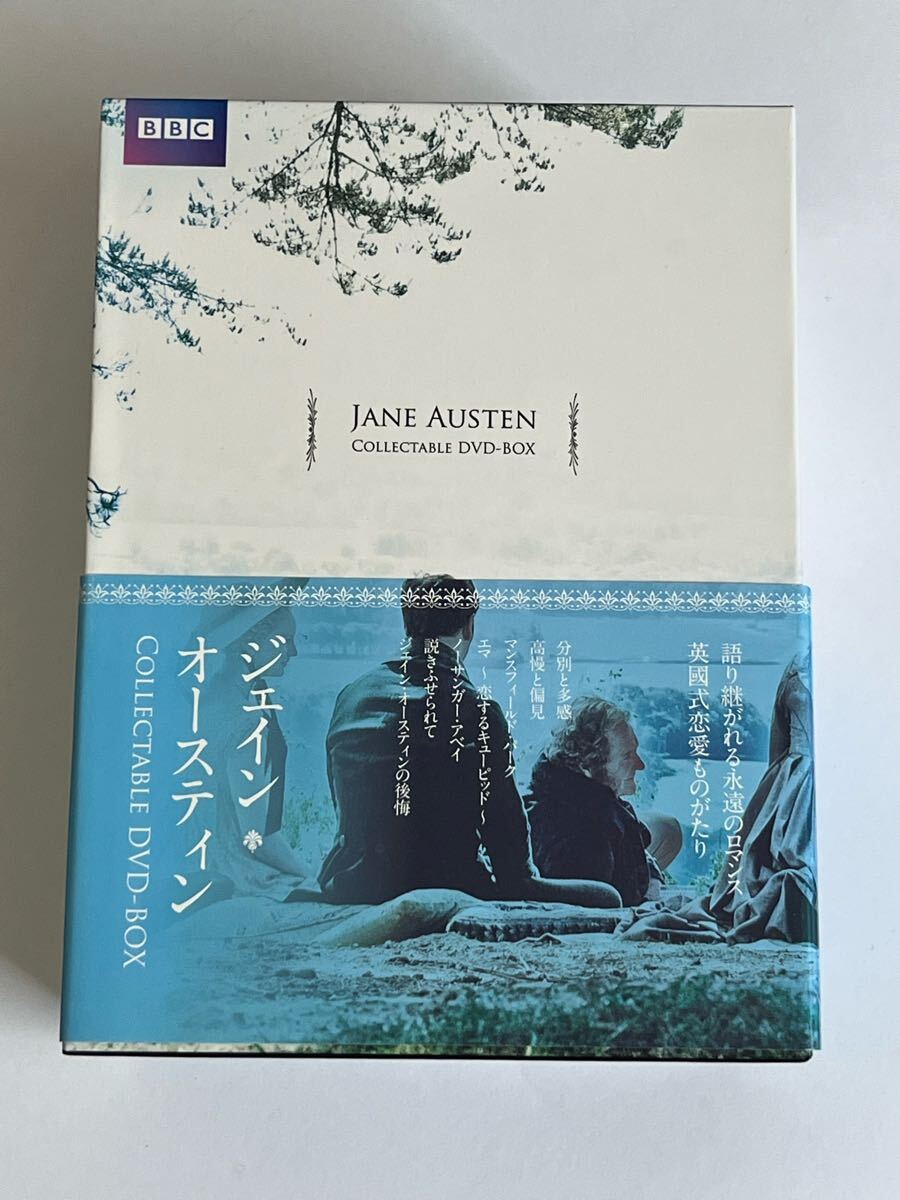 BBC
JANE AUSTEN
COLLECTABLE DVD-BOX
語り継がれる永遠のロマンス
英國式恋愛ものがたり
分別と多感
高慢と偏見
マンスフィールド・パーク
エマ ～恋するキューピッド～
ノーサンガー・アベイ
説きふせられて
ジェイン・オースティンの後悔
ジェイン
オースティン
COLLECTABLE DVD-BOX